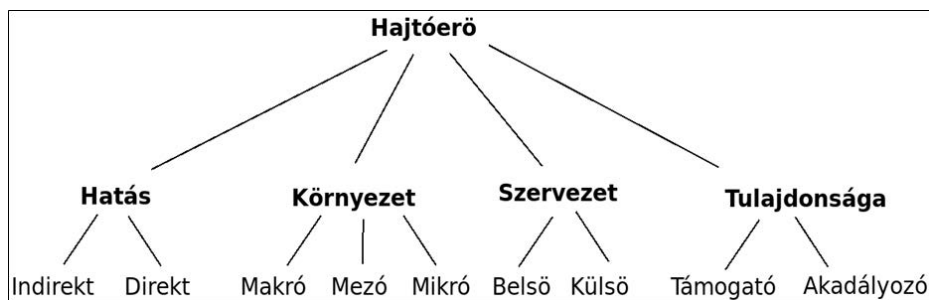 Hajtóerö
Hatás Környezet Szervezet Tulajdonsága
Indirekt Direkt Makró Mezó Mikró Belsö Külsö Támogató Akadályozó